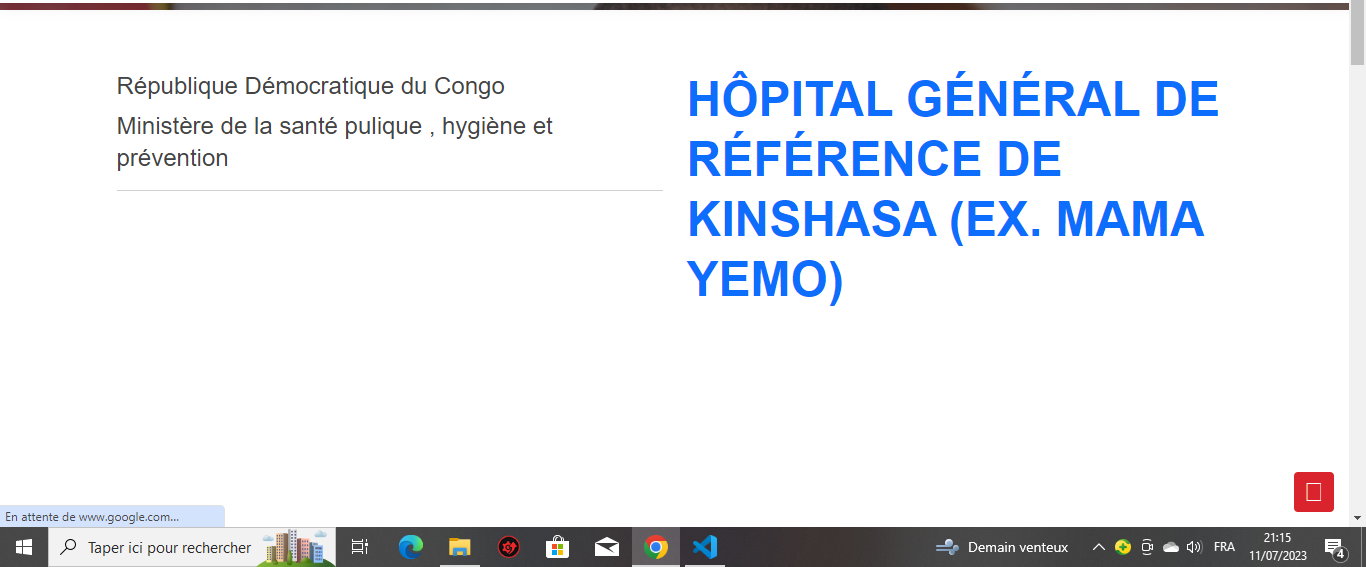 République Démocratique du Congo
Ministère de la santé pulique , hygiène et
prévention
HÔPITAL GÉNÉRAL DE
RÉFÉRENCE DE
KINSHASA (EX. MAMA
YEMO)
En attente de www.google.com...
Taper ici pour rechercher
Demain venteux
FRA
21:15
11/07/2023
4